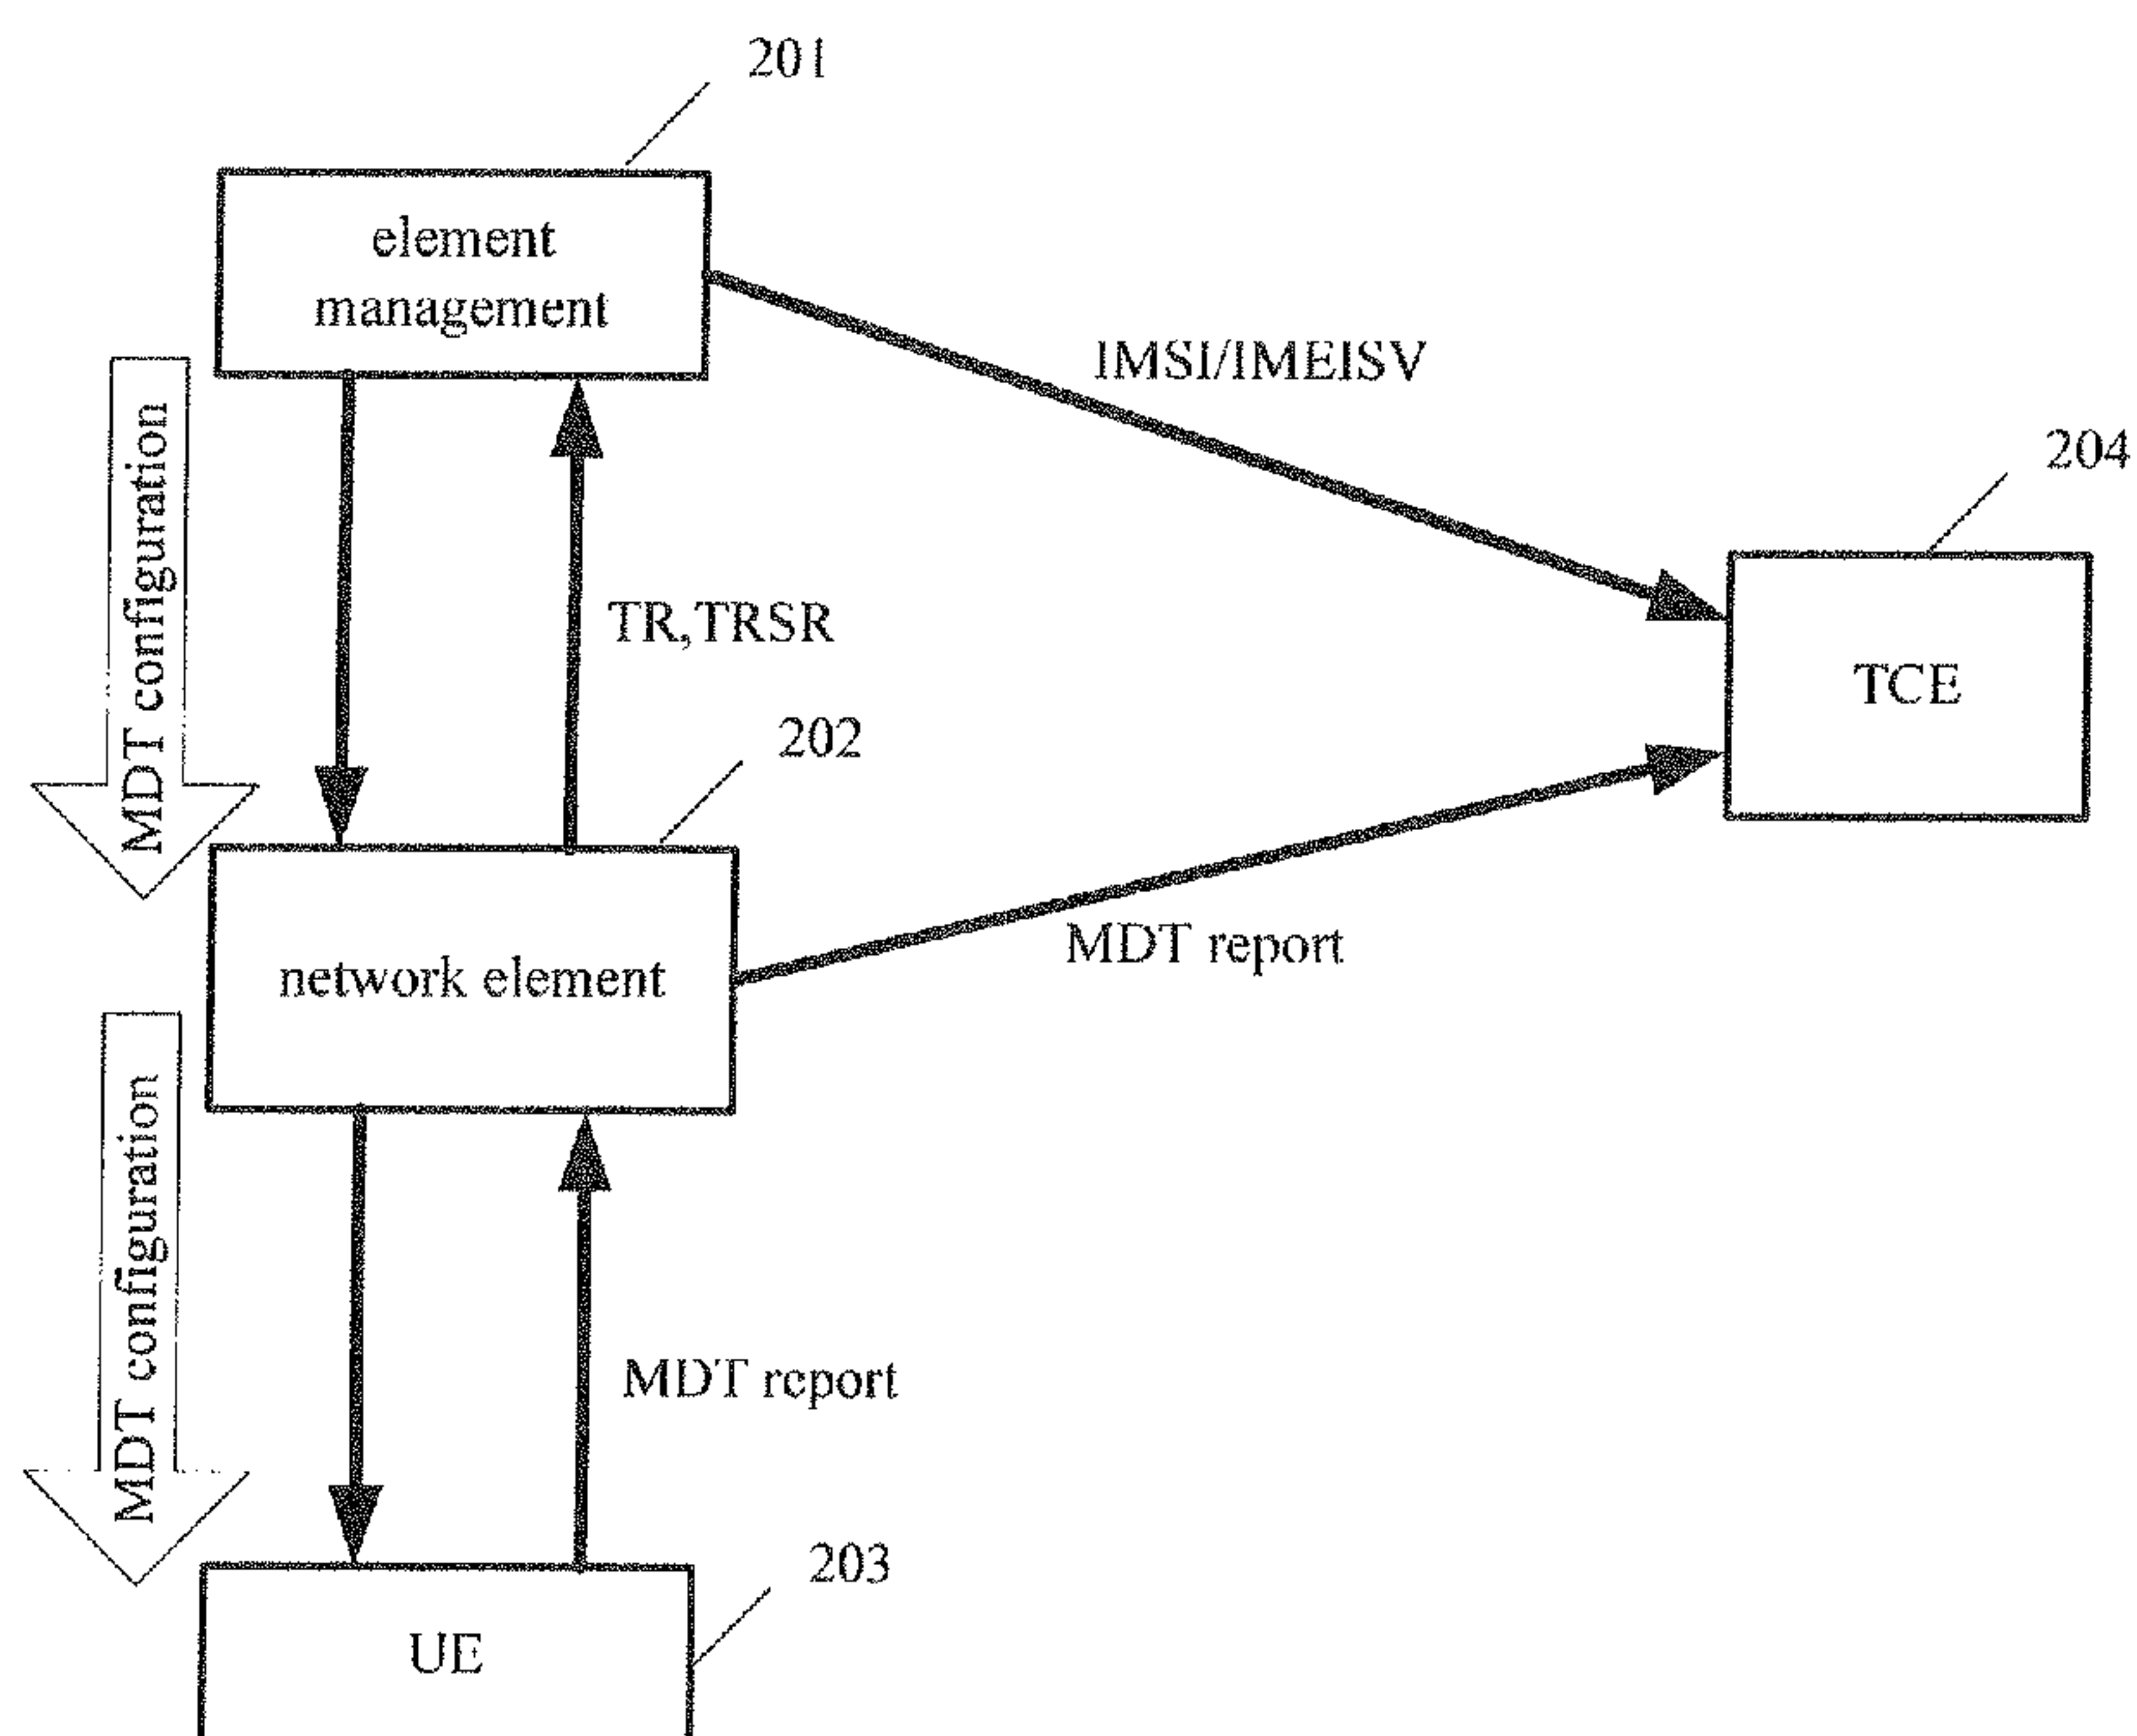 201
element
management
IMSI/IMEISV
204
MDT configuration
TR,TRSR
TCE
202
network element
MDT report
MDT configuration
MDT report
203
UE